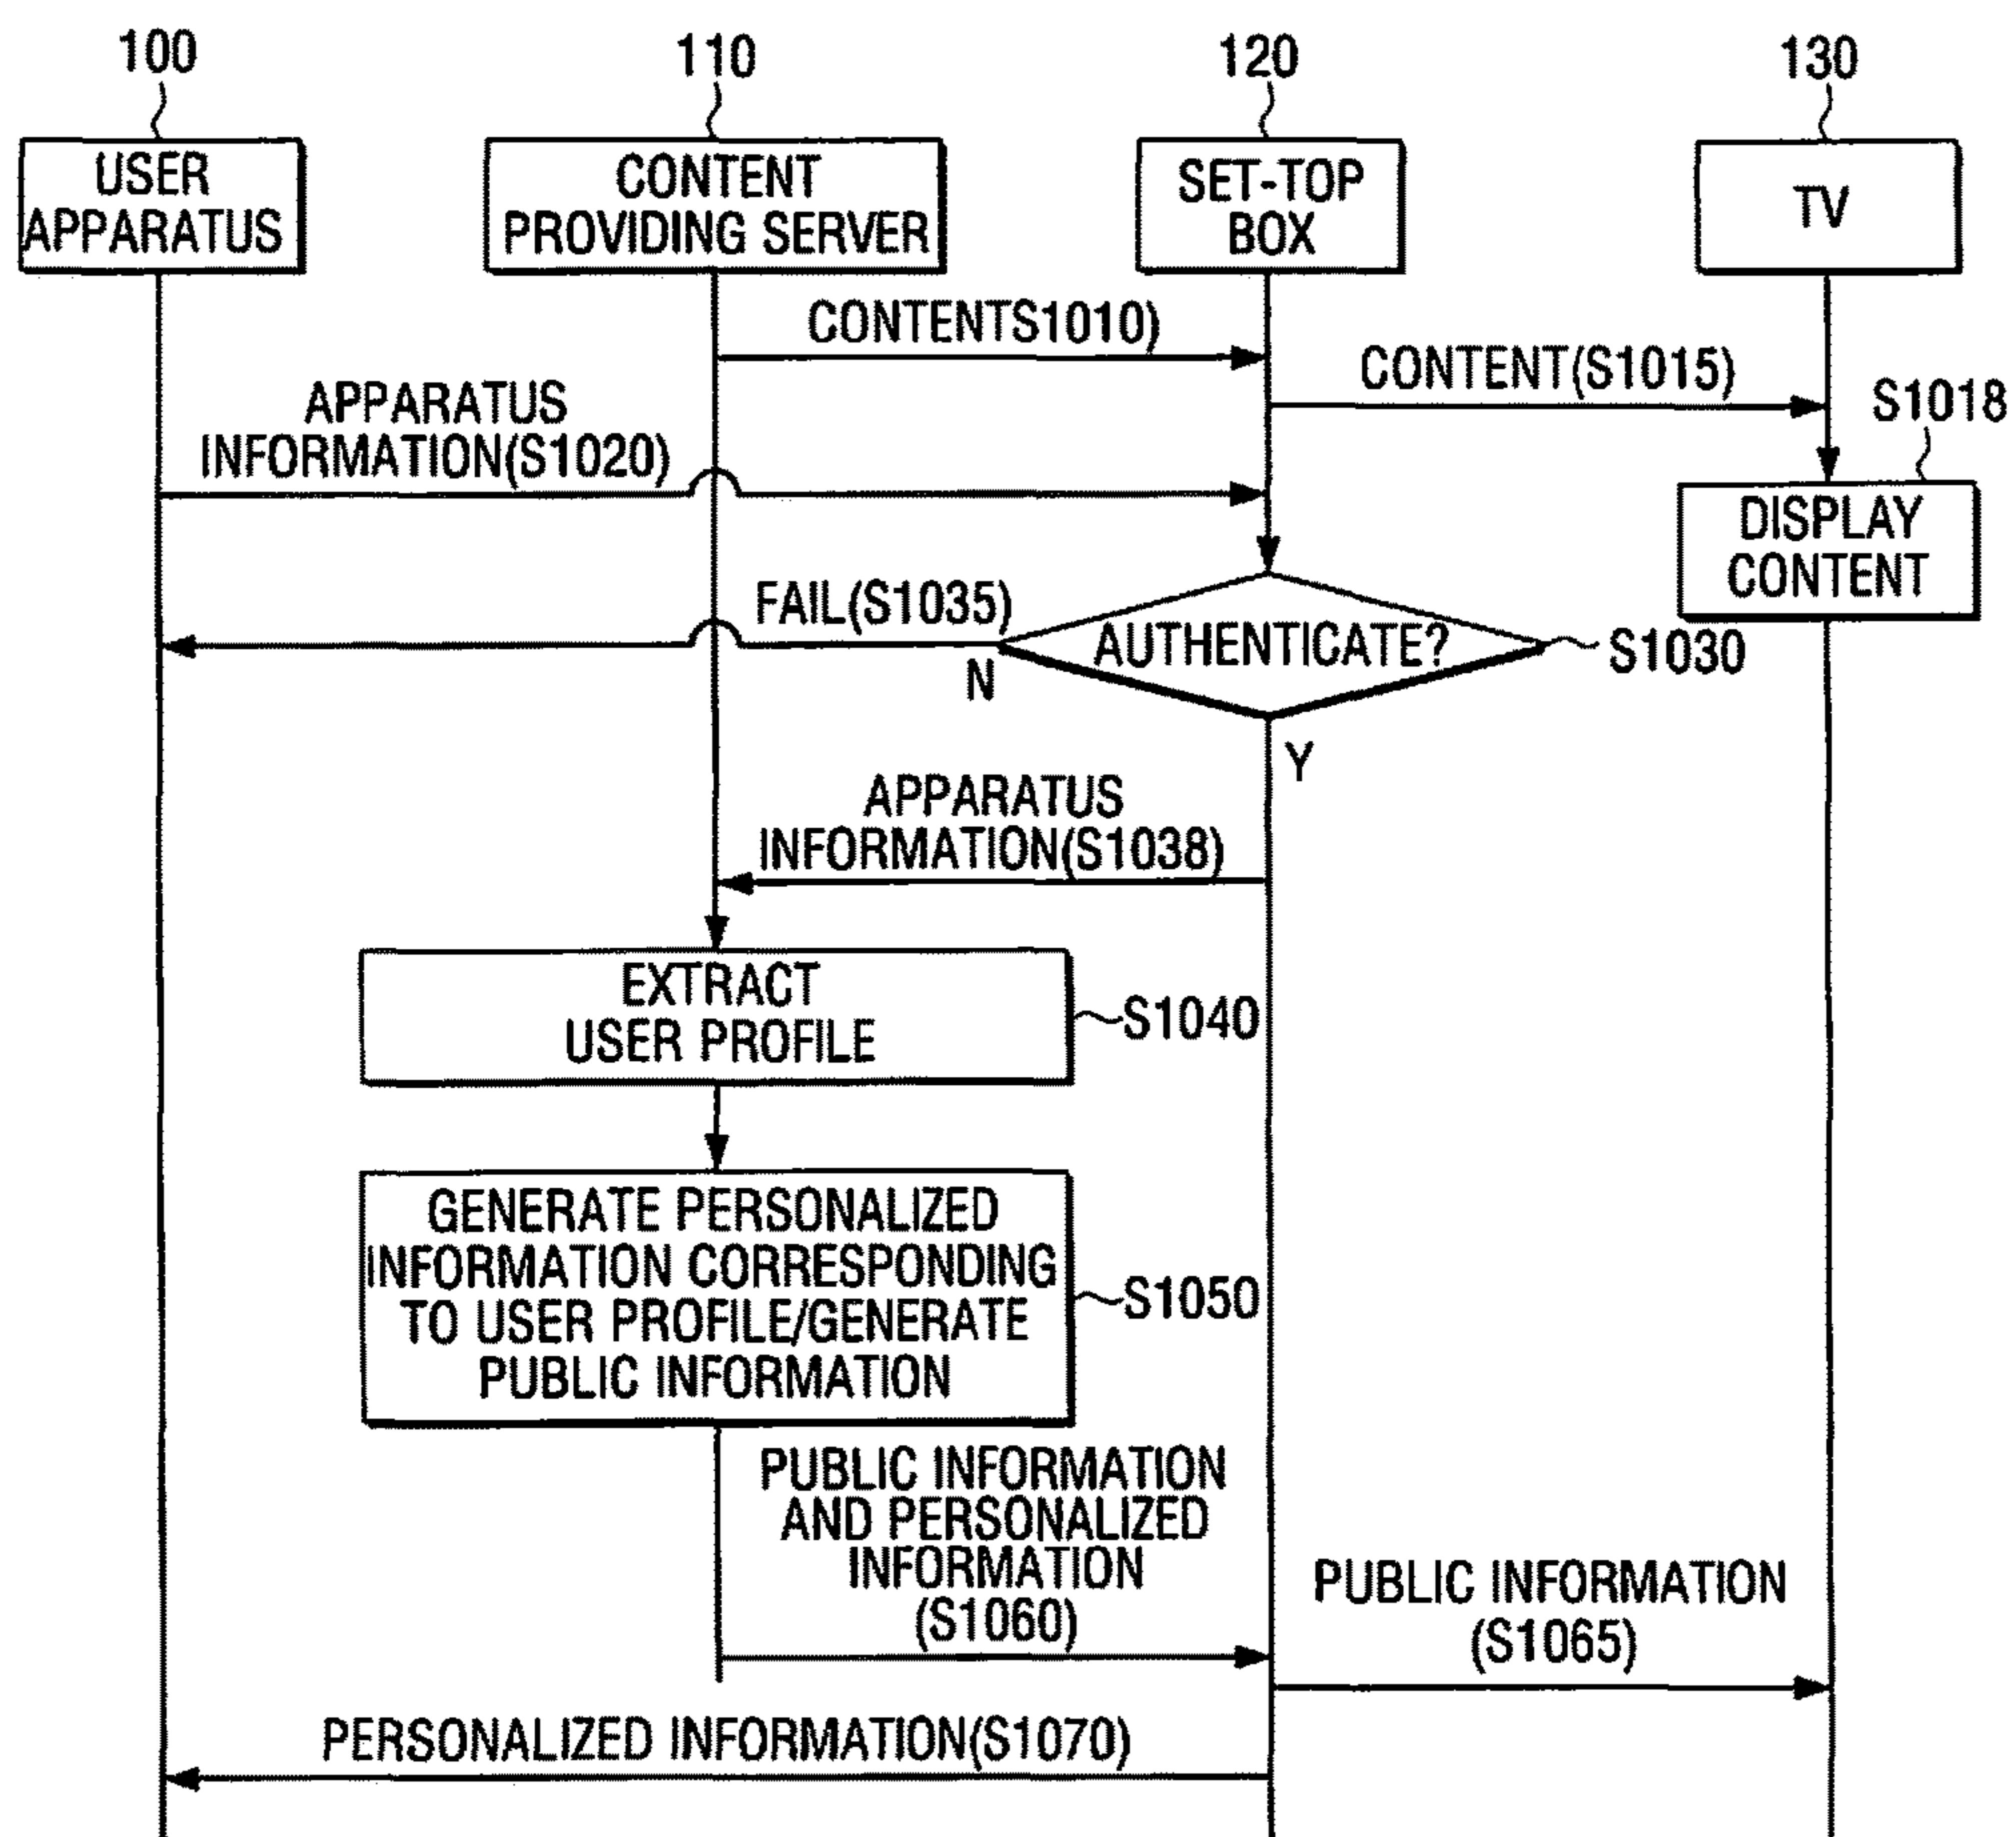 100
110
120
130
USER
APPARATUS
CONTENT
PROVIDING SERVER
SET-TOP
BOX
TV
CONTENTS1010)
CONTENT(S1015)
S1018
APPARATUS
INFORMATION(S1020)
DISPLAY
CONTENT
FAIL(S1035)
AUTHENTICATE?
S1030
N
Y
APPARATUS
INFORMATION(S1038)
EXTRACT
USER PROFILE
S1040
GENERATE PERSONALIZED
INFORMATION CORRESPONDING
TO USER PROFILE/GENERATE
PUBLIC INFORMATION
S1050
PUBLIC INFORMATION
AND PERSONALIZED
INFORMATION
(S1060)
PUBLIC INFORMATION
(S1065)
PERSONALIZED INFORMATION(S1070)